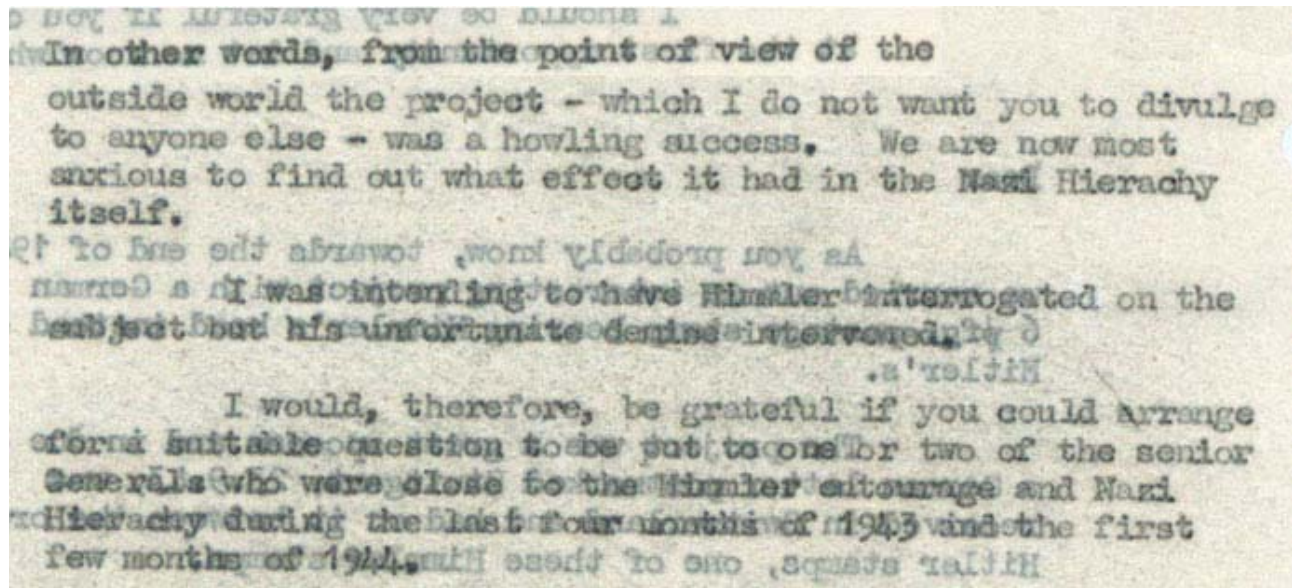 In other words, from the point of view of the
outside world the project - which I do not want you to divulge
to anyone else - was a howling success. We are now most
anxious to find out what effect it had in the Nazi Hierachy
itself.
I was intending to have Himmler interrogated on the
subject but his unfortunate demise intervened.
I would, therefore, be grateful if you could arrange
for a suitable question to be put to one or two of the senior
Generals who were close to the Himmler entourage and Nazi
Hierachy during the last four months of 1943 and the first
few months of 1944.